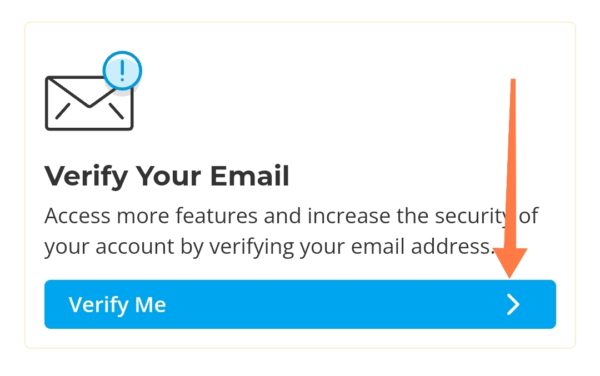 Verify Your Email
Access more features and increase the security of
your account by verifying your email address.
Verify Me